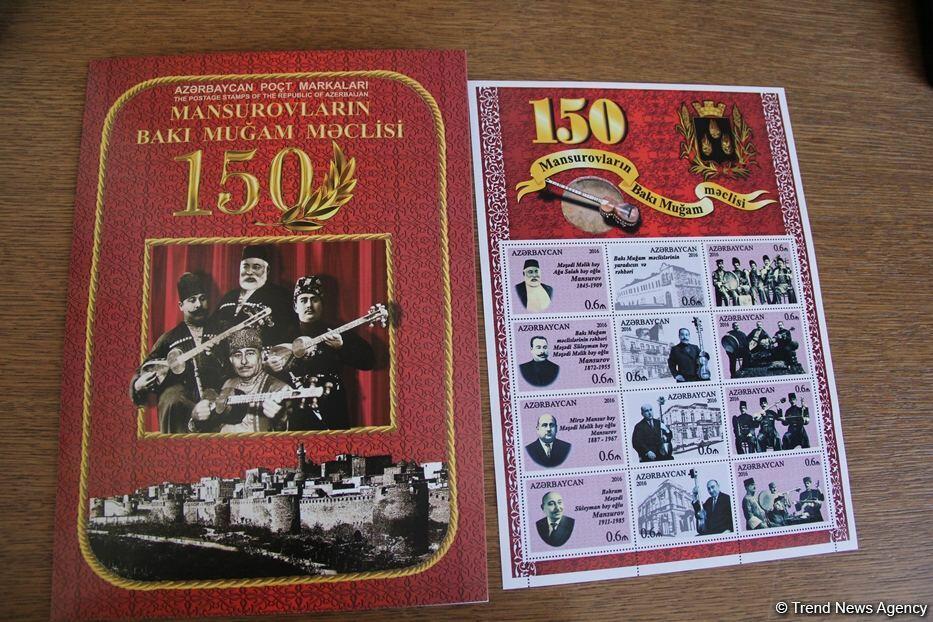 AZƏRBAYCAN POÇT MARKALARI
THE POSTAGE STAMPS OF THE REPUBLIC OF AZERBAIJAN
MANSUROVLARIN
BAKI MUĞAM MƏCLİSİ
150
150
Mansurovların
Bakı Muğam
məclisi
AZƏRBAYCAN
2016
Məşədi Məlik bəy
Ağa Salah bəy oğlu
Mansurov
1845-1909
0.6₼
AZƏRBAYCAN
2016
Bakı Muğam
məclislərinin
yaradıcısı və
rəhbəri
0.6₼
AZƏRBAYCAN
2016
0.6₼
AZƏRBAYCAN
2016
Bakı Muğam
məclislərinin rəhbəri
Məşədi Süleyman bəy
Məşədi Məlik bəy oğlu
Mansurov
1872-1955
0.6₼
AZƏRBAYCAN
2016
0.6₼
AZƏRBAYCAN
2016
0.6₼
AZƏRBAYCAN
2016
Mirzə Mansur bəy
Məşədi Məlik bəy oğlu
Mansurov
1887 - 1967
0.6₼
AZƏRBAYCAN
2016
0.6₼
AZƏRBAYCAN
2016
0.6₼
AZƏRBAYCAN
2016
Bəhram
Məşədi
Süleyman bəy oğlu
Mansurov
1911-1985
0.6₼
AZƏRBAYCAN
2016
0.6₼
AZƏRBAYCAN
2016
0.6₼
© Trend News Agency